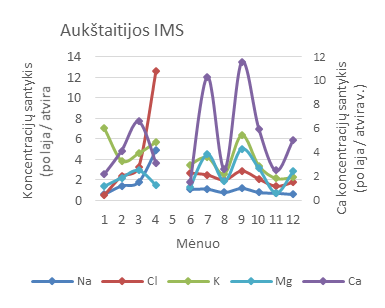 Aukštaitijos IMS
Koncentracijų santykis
(po laja / atvira
14
12
10
8
6
4
2
0
12
10
8
6
4
2
0
Ca koncentracijų santykis
(po laja / atvirav.)
1 2 3 4 5 6 7 8 9 10 11 12
Mėnuo
Na Cl K Mg Ca